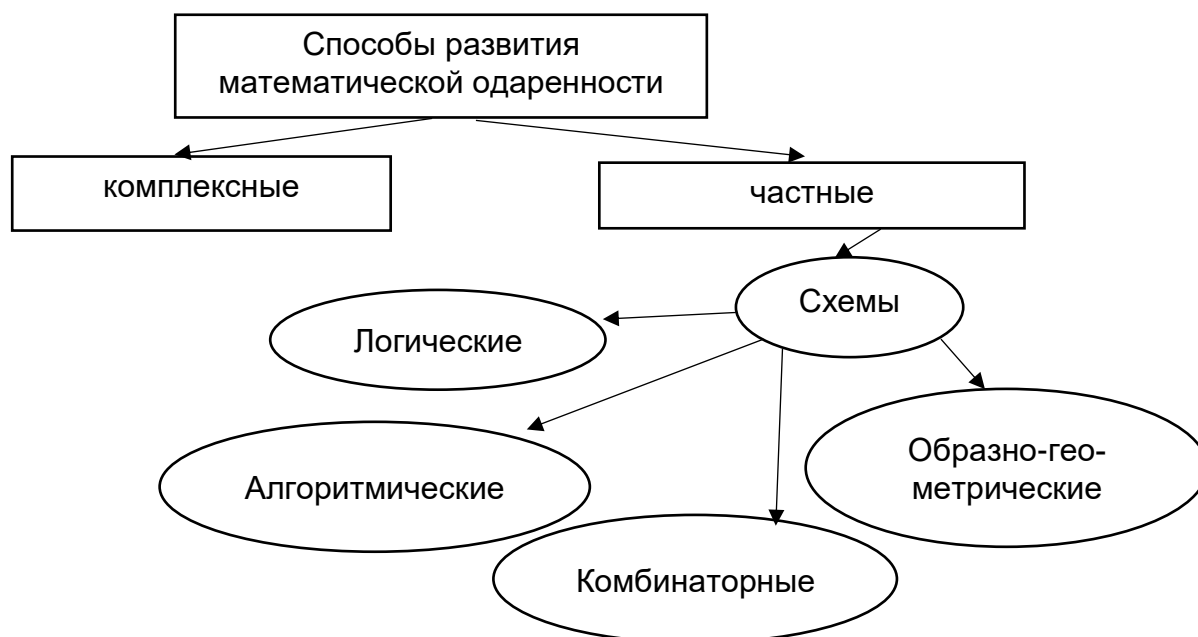 Способы развития
математической одаренности
комплексные
частные
Схемы
Логические
Образно-гео-
метрические
Алгоритмические
Комбинаторные